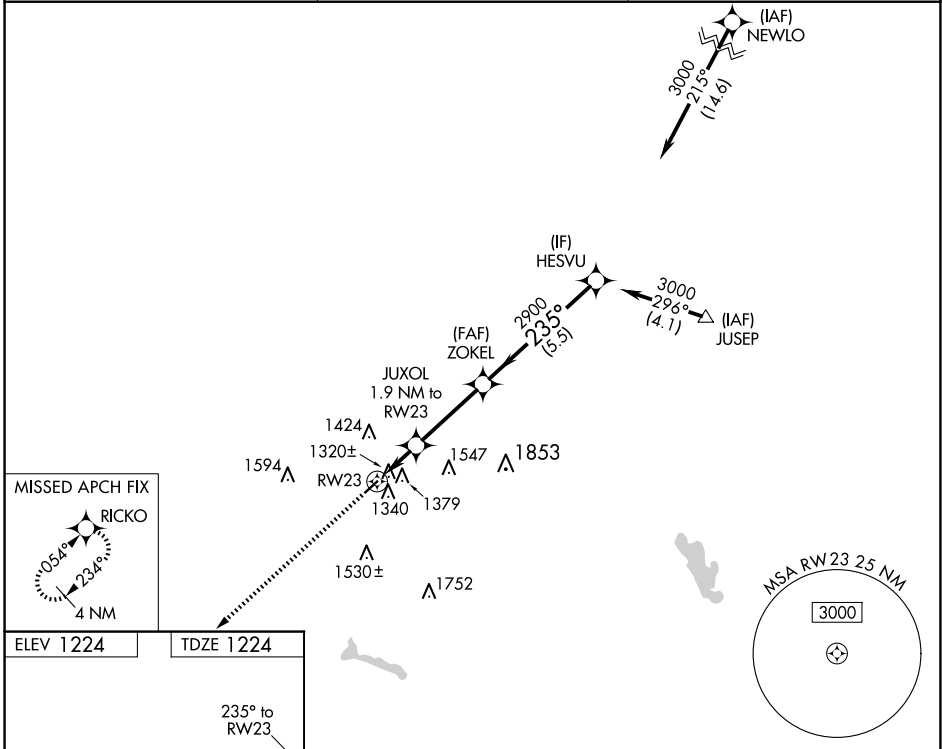 (IAF)
NEWLO
3000
215°
(14.6)
(IF)
HESVU
3000
296°
(4.1)
(IAF)
JUSEP
2900
235°
(5.5)
(FAF)
ZOKEL
JUXOL
1.9 NM to
RW23
1424
1320±
1594
RW23
1547
1853
1340
1379
1530±
1752
MISSED APCH FIX
RICKO
054°
234°
4 NM
MSA RW23 25 NM
3000
ELEV 1224
TDZE 1224
235° to
RW23